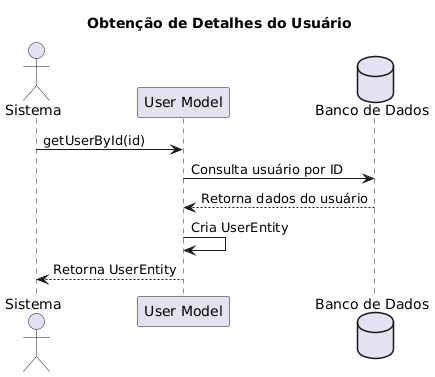 Obtenção de Detalhes do Usuário
Sistema
User Model
Banco de Dados
getUserById(id)
Consulta usuário por ID
Retorna dados do usuário
Cria UserEntity
Retorna UserEntity
Sistema
User Model
Banco de Dados